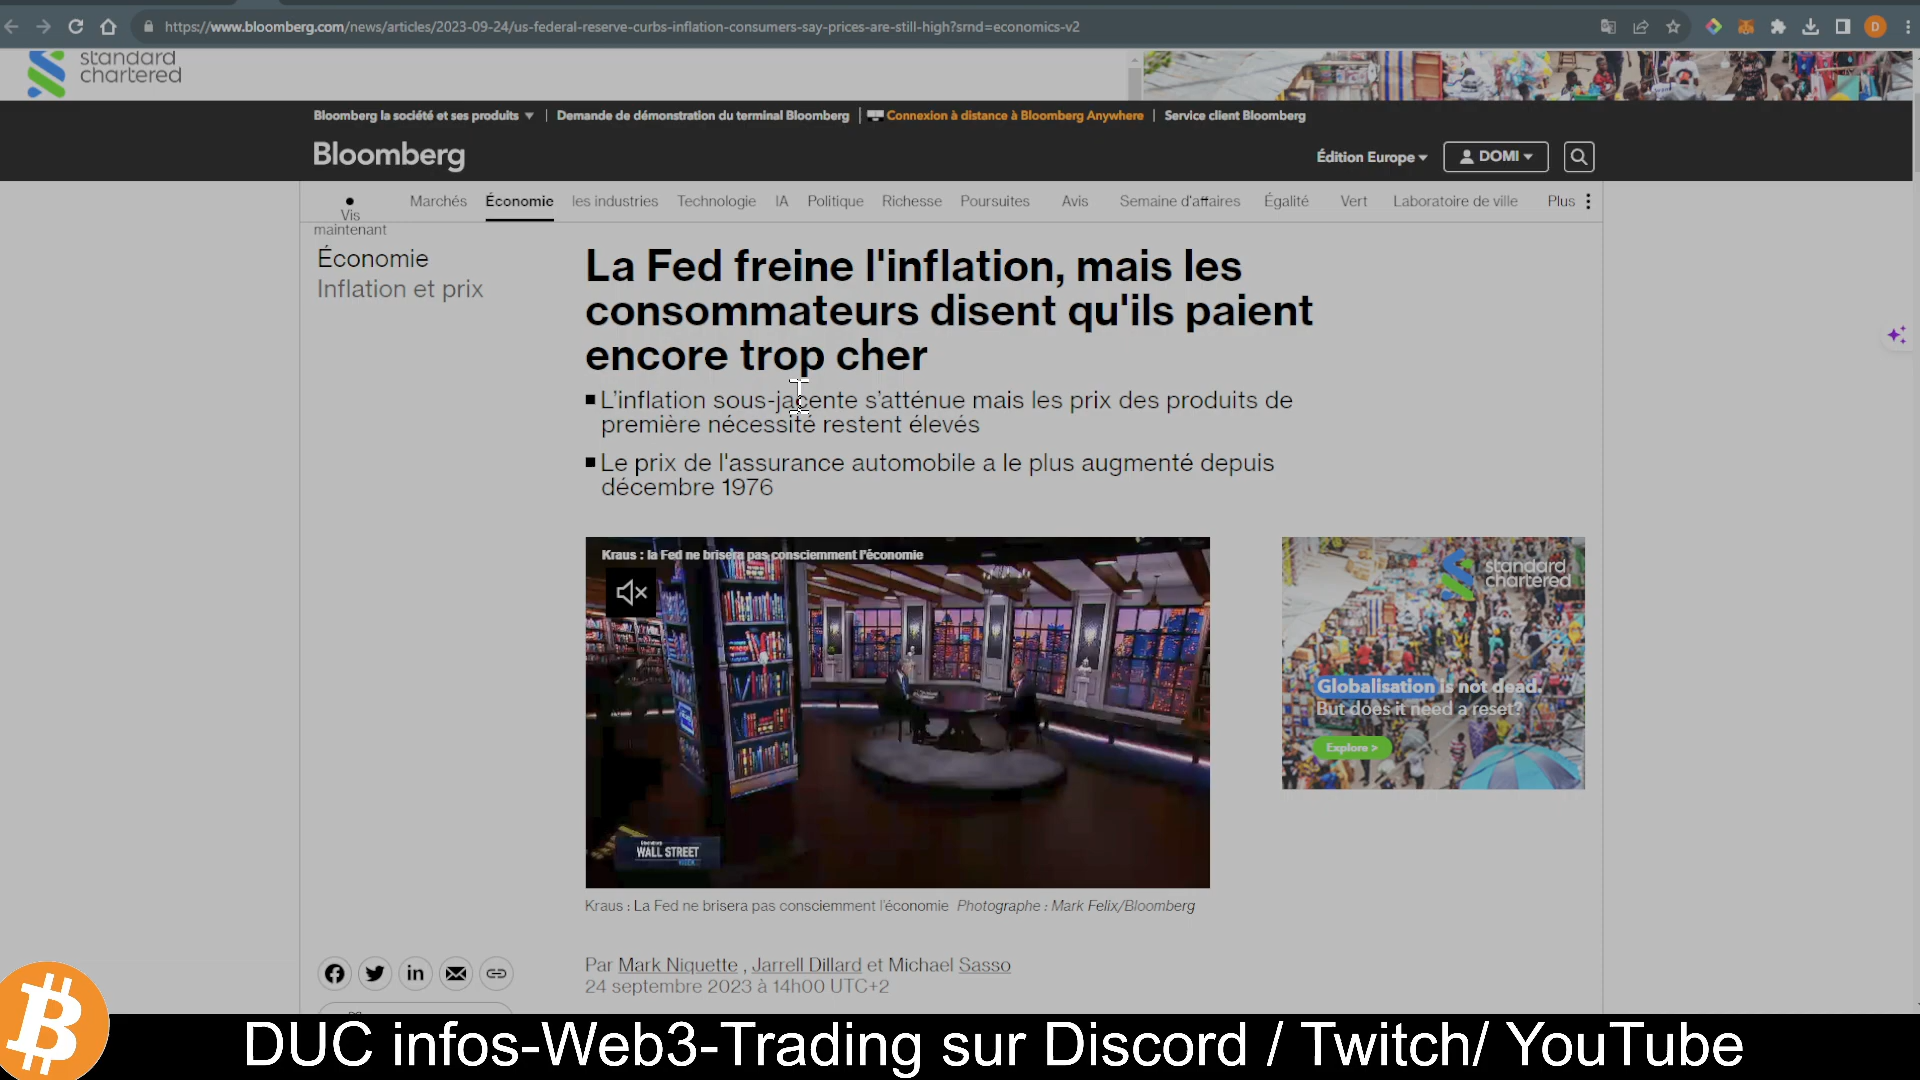 https://www.bloomberg.com/news/articles/2023-09-24/us-federal-reserve-curbs-inflation-consumers-say-prices-are-still-high?srnd=economics-v2
D
standard
chartered
Bloomberg la société et ses produits ▼ | Demande de démonstration du terminal Bloomberg | Connexion à distance à Bloomberg Anywhere | Service client Bloomberg
Bloomberg
Édition Europe ▾
DOMI ▾
Vis maintenant
Marchés Économie les industries Technologie IA Politique Richesse Poursuites Avis Semaine d'affaires Égalité Vert Laboratoire de ville Plus
Économie
Inflation et prix
La Fed freine l'inflation, mais les
consommateurs disent qu'ils paient
encore trop cher
L'inflation sous-jacente s'atténue mais les prix des produits de
première nécessité restent élevés
Le prix de l'assurance automobile a le plus augmenté depuis
décembre 1976
Kraus : la Fed ne brisera pas consciemment l'économie
WALL STREET
standard
chartered
Globalisation is not dead.
But does it need a reset?
Explore >
Kraus : La Fed ne brisera pas consciemment l'économie Photographe : Mark Felix/Bloomberg
Par Mark Niquette , Jarrell Dillard et Michael Sasso
24 septembre 2023 à 14h00 UTC+2
DUC infos-Web3-Trading sur Discord / Twitch/ YouTube